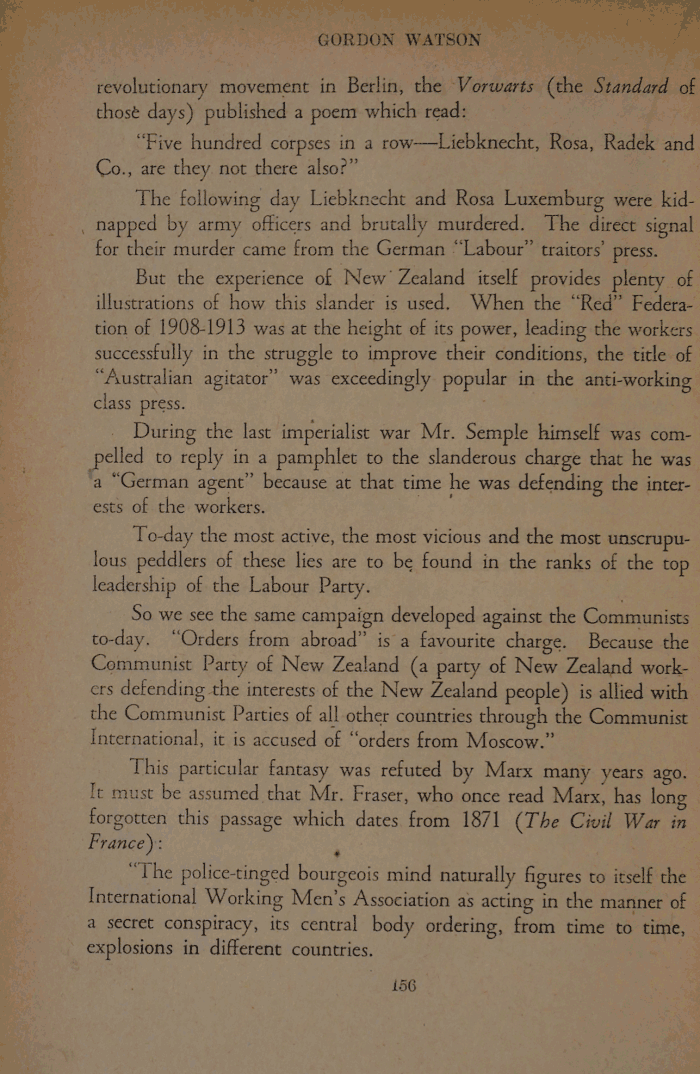 GORDON WATSON
revolutionary movement in Berlin, the Vorwarts (the Standard of
those days) published a poem which read:
"Five hundred corpses in a row—Liebknecht, Rosa, Radek and
Co., are they not there also?"
The following day Liebknecht and Rosa Luxemburg were kid-
napped by army officers and brutally murdered. The direct signal
for their murder came from the German "Labour" traitors' press.
But the experience of New Zealand itself provides plenty of
illustrations of how this slander is used. When the "Red" Federa-
tion of 1908-1913 was at the height of its power, leading the workers
successfully in the struggle to improve their conditions, the title of
"Australian agitator" was exceedingly popular in the anti-working
class press.
During the last imperialist war Mr. Semple himself was com-
pelled to reply in a pamphlet to the slanderous charge that he was
a "German agent" because at that time he was defending the inter-
ests of the workers.
To-day the most active, the most vicious and the most unscrupu-
lous peddlers of these lies are to be found in the ranks of the top
leadership of the Labour Party.
So we see the same campaign developed against the Communists
to-day. "Orders from abroad" is a favourite charge. Because the
Communist Party of New Zealand (a party of New Zealand work-
ers defending the interests of the New Zealand people) is allied with
the Communist Parties of all other countries through the Communist
International, it is accused of "orders from Moscow."
This particular fantasy was refuted by Marx many years ago.
It must be assumed that Mr. Fraser, who once read Marx, has long
forgotten this passage which dates from 1871 (The Civil War in
France):
"The police-tinged bourgeois mind naturally figures to itself the
International Working Men's Association as acting in the manner of
a secret conspiracy, its central body ordering, from time to time,
explosions in different countries.
156